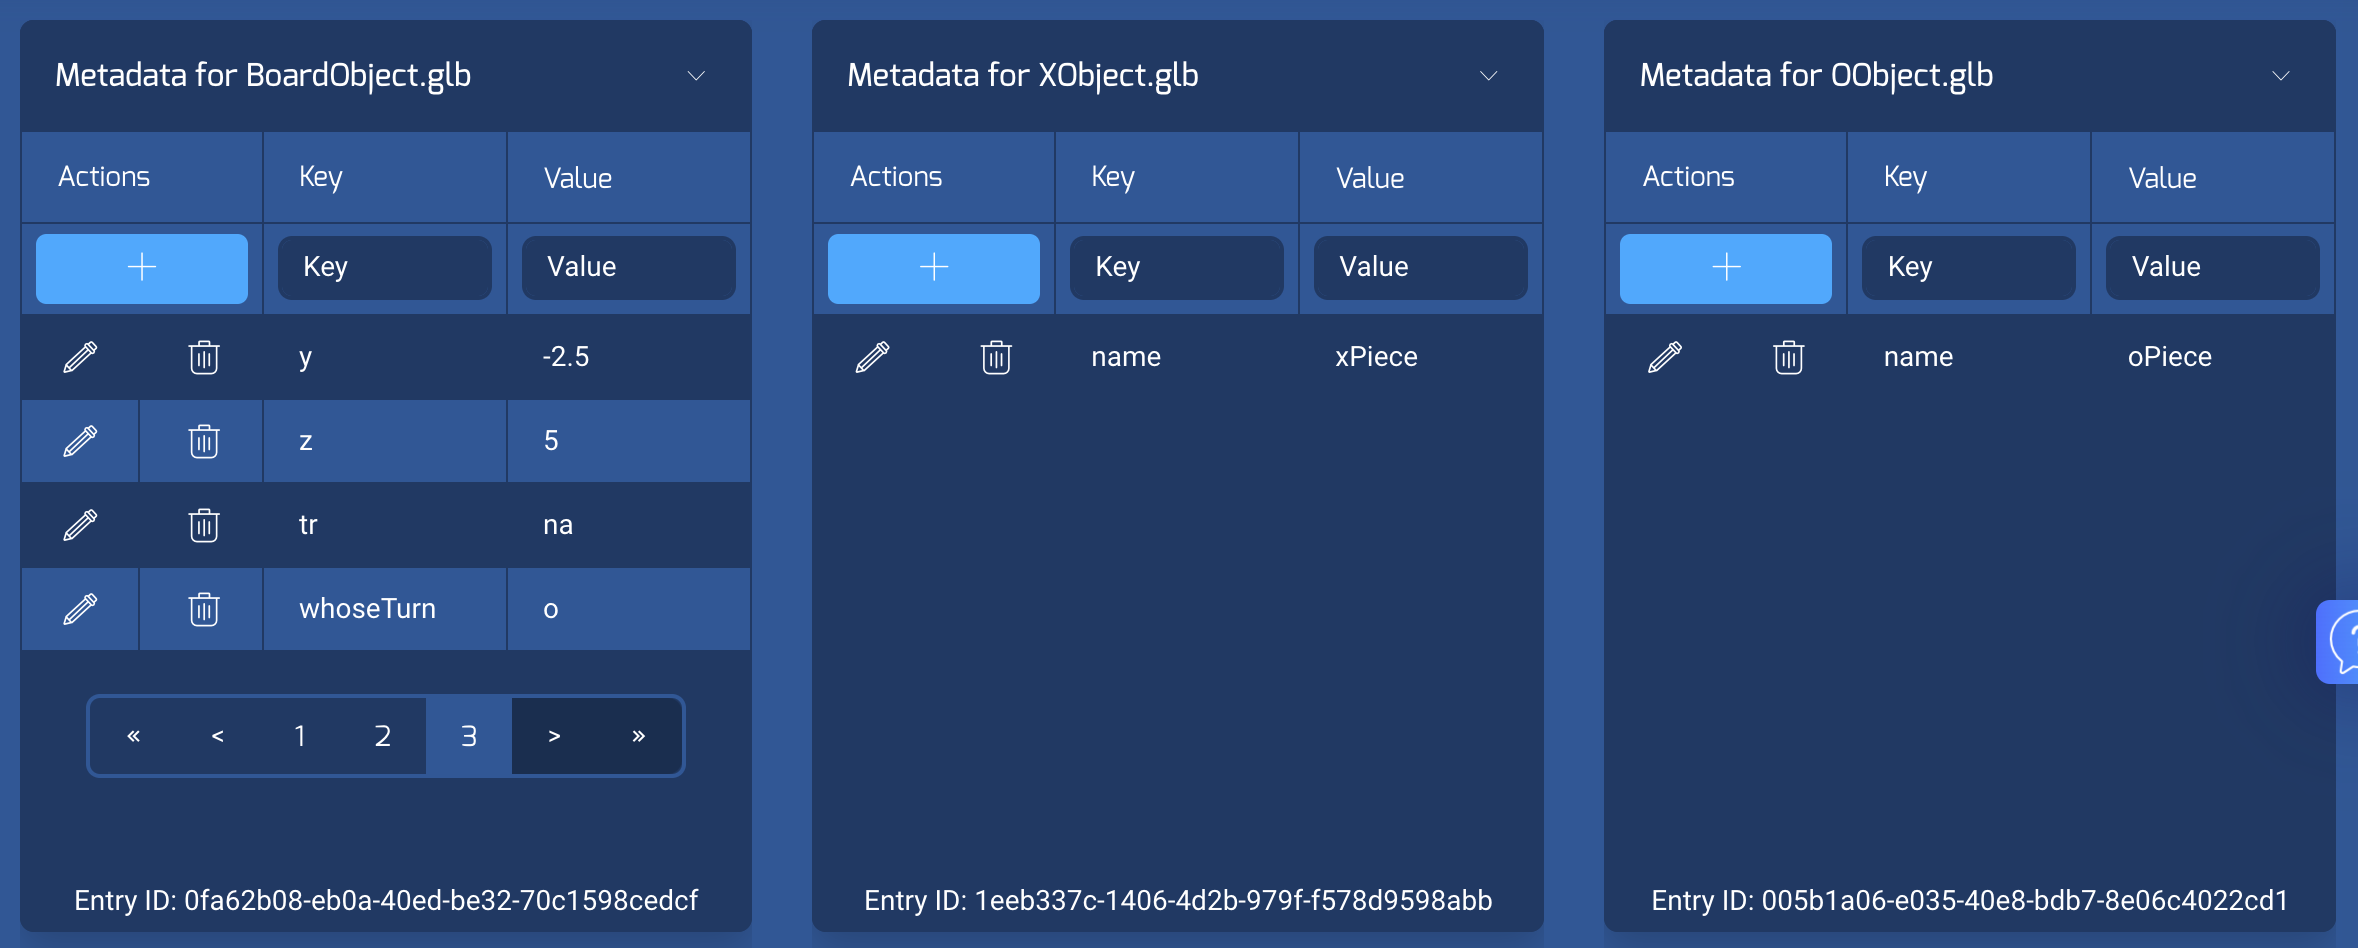 Metadata for BoardObject.glb
Actions Key Value
+ Key Value
y -2.5
z 5
tr na
whoseTurn o
« < 1 2 3 > »
Entry ID: 0fa62b08-eb0a-40ed-be32-70c1598cedcf
Metadata for XObject.glb
Actions Key Value
+ Key Value
name xPiece
Entry ID: 1eeb337c-1406-4d2b-979f-f578d9598abb
Metadata for OObject.glb
Actions Key Value
+ Key Value
name oPiece
Entry ID: 005b1a06-e035-40e8-bdb7-8e06c4022cd1